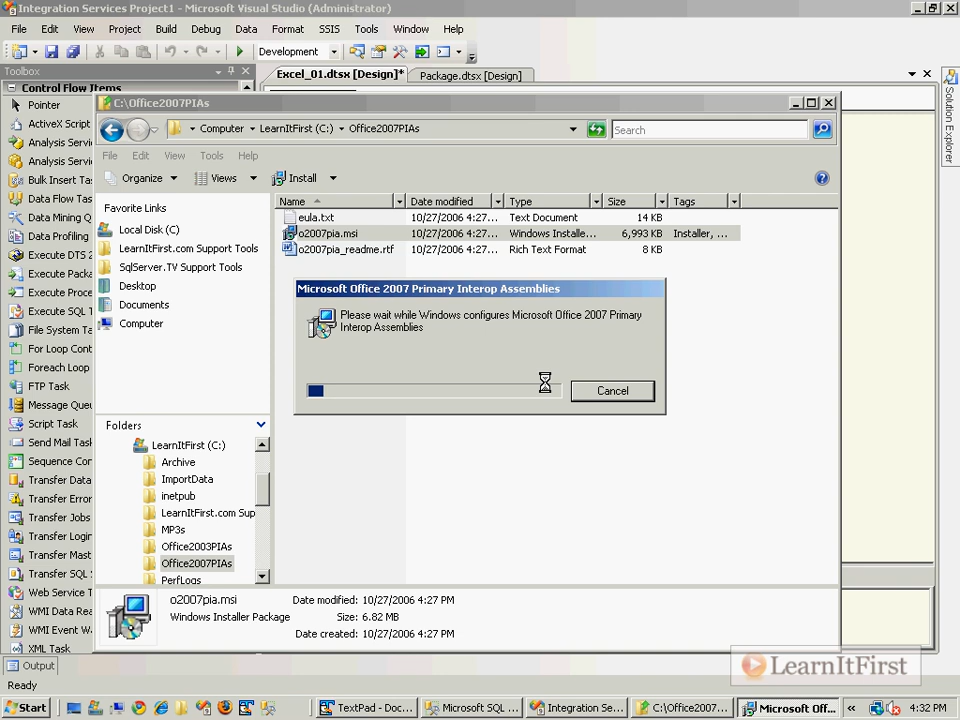 Integration Services Project1 - Microsoft Visual Studio (Administrator)
File Edit View Project Build Debug Data Format SSIS Tools Window Help
Development
Toolbox
Excel_01.dtsx [Design]* Package.dtsx [Design]
Control Flow Items
Pointer
ActiveX Script
Analysis Servi
Analysis Servi
Bulk Insert Ta
Data Flow Tas
Data Mining Q
Data Profiling
Execute DTS 2
Execute Packa
Execute Proce
Execute SQL T
File System Ta
For Loop Cont
Foreach Loop
FTP Task
Message Queu
Script Task
Send Mail Task
Sequence Con
Transfer Data
Transfer Error
Transfer Jobs
Transfer Login
Transfer Mast
Transfer SQL S
Web Service T
WMI Data Rea
WMI Event Wa
XML Task
Output
Ready
Solution Explorer
C:\Office2007PIAs
Computer LearnItFirst (C:) Office2007PIAs
Search
File Edit View Tools Help
Organize Views Install
Favorite Links
Local Disk (C:)
LearnItFirst.com Support Tools
SqlServer.TV Support Tools
Desktop
Documents
Computer
Folders
LearnItFirst (C:)
Archive
ImportData
inetpub
LearnItFirst.com Sup
MP3s
Office2003PIAs
Office2007PIAs
PerfLogs
Name Date modified Type Size Tags
eula.txt 10/27/2006 4:27... Text Document 14 KB
o2007pia.msi 10/27/2006 4:27... Windows Installe... 6,993 KB Installer, ...
o2007pia_readme.rtf 10/27/2006 4:27... Rich Text Format 8 KB
Microsoft Office 2007 Primary Interop Assemblies
Please wait while Windows configures Microsoft Office 2007 Primary
Interop Assemblies
Cancel
o2007pia.msi Date modified: 10/27/2006 4:27 PM
Windows Installer Package Size: 6.82 MB
Date created: 10/27/2006 4:27 PM
LearnItFirst
Start TextPad - Doc... Microsoft SQL ... Integration Se... C:\Office2007... Microsoft Off... « 4:32 PM